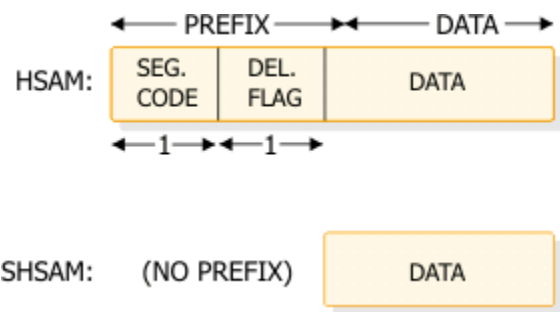 PREFIX DATA
HSAM: SEG. CODE DEL. FLAG DATA
1 1
SHSAM: (NO PREFIX) DATA